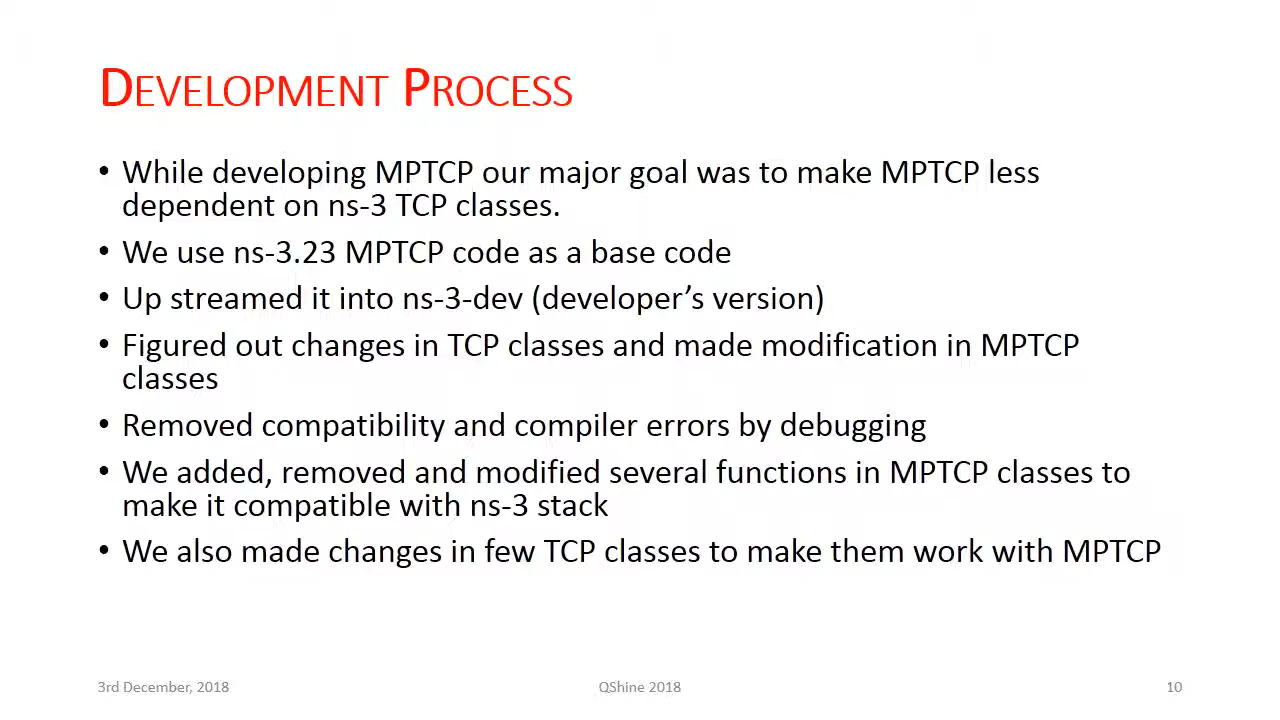 DEVELOPMENT PROCESS
• While developing MPTCP our major goal was to make MPTCP less
dependent on ns-3 TCP classes.
• We use ns-3.23 MPTCP code as a base code
• Up streamed it into ns-3-dev (developer’s version)
• Figured out changes in TCP classes and made modification in MPTCP
classes
• Removed compatibility and compiler errors by debugging
• We added, removed and modified several functions in MPTCP classes to
make it compatible with ns-3 stack
• We also made changes in few TCP classes to make them work with MPTCP
3rd December, 2018
QShine 2018
10